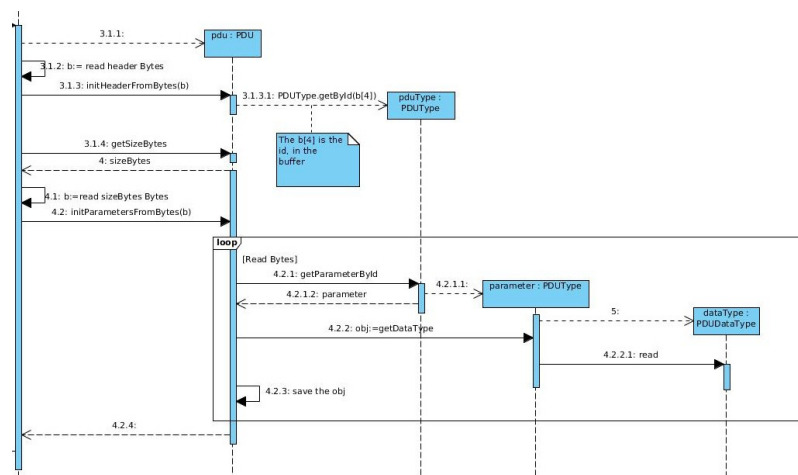 3.1.1:
pdu : PDU
3.1.2: b:= read header Bytes
3.1.3: initHeaderFromBytes(b)
3.1.3.1: PDUType.getById(b[4])
pduType :
PDUType
The b[4] is the
id, in the
buffer
3.1.4: getSizeBytes
4: sizeBytes
4.1: b:=read sizeBytes Bytes
4.2: initParametersFromBytes(b)
loop
[Read Bytes]
4.2.1: getParameterById
4.2.1.1:
parameter : PDUType
4.2.1.2: parameter
5:
dataType :
PDUDataType
4.2.2: obj:=getDataType
4.2.2.1: read
4.2.3: save the obj
4.2.4: